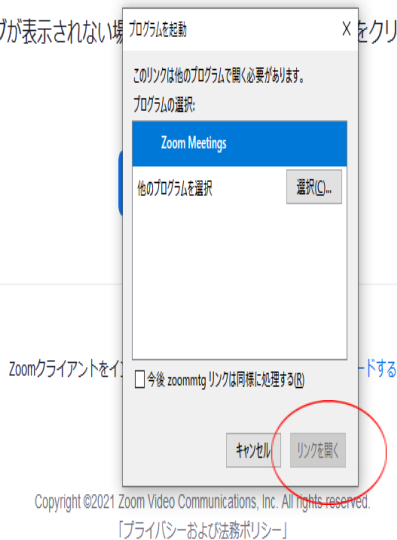 プログラムを起動
が表示されない場
をクリ
このリンクは他のプログラムで開く必要があります。
プログラムの選択:
Zoom Meetings
他のプログラムを選択
選択(C)...
Zoomクライアントをイ
ードする
今後 zoommtg リンクは同様に処理する(R)
キャンセル
リンクを開く
Copyright ©2021 Zoom Video Communications, Inc. All rights reserved.
「プライバシーおよび法務ポリシー」